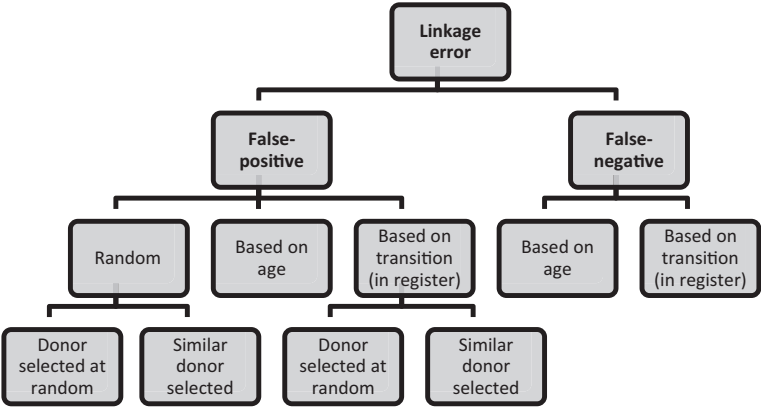 Linkage
error
False-
positive
False-
negative
Random
Based on
age
Based on
transition
(in register)
Based on
age
Based on
transition
(in register)
Donor
selected at
random
Similar
donor
selected
Donor
selected at
random
Similar
donor
selected